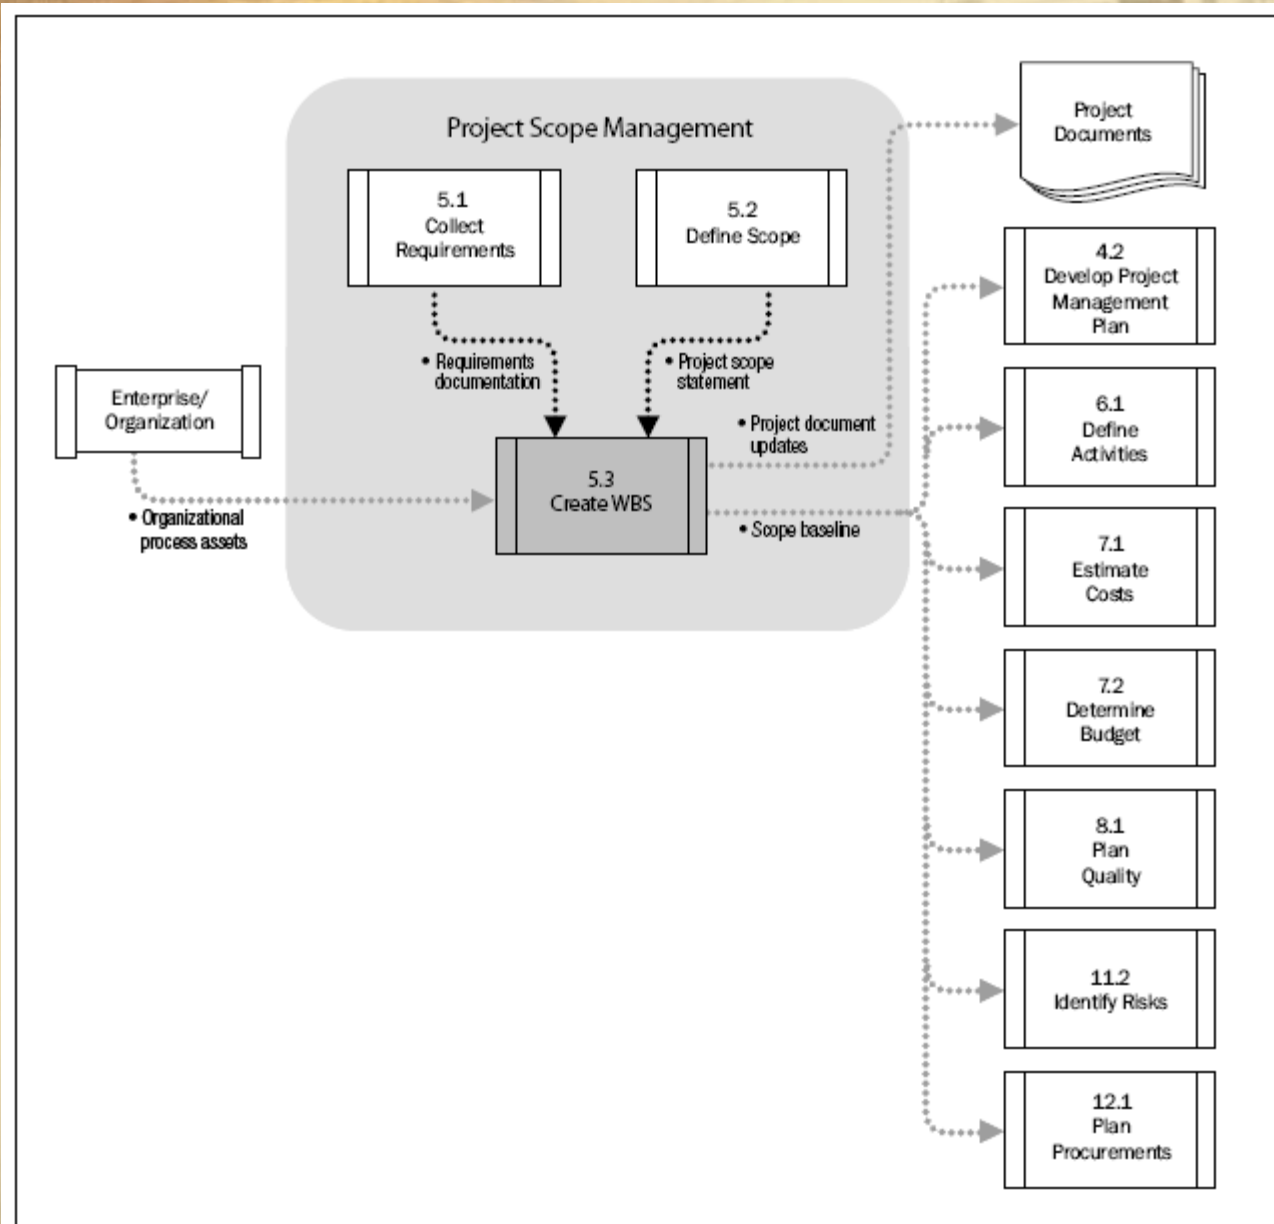 Project Scope Management
5.1
Collect
Requirements
5.2
Define Scope
• Requirements
documentation
• Project scope
statement
Enterprise/
Organization
• Organizational
process assets
5.3
Create WBS
• Project document
updates
• Scope baseline
Project
Documents
4.2
Develop Project
Management
Plan
6.1
Define
Activities
7.1
Estimate
Costs
7.2
Determine
Budget
8.1
Plan
Quality
11.2
Identify Risks
12.1
Plan
Procurements